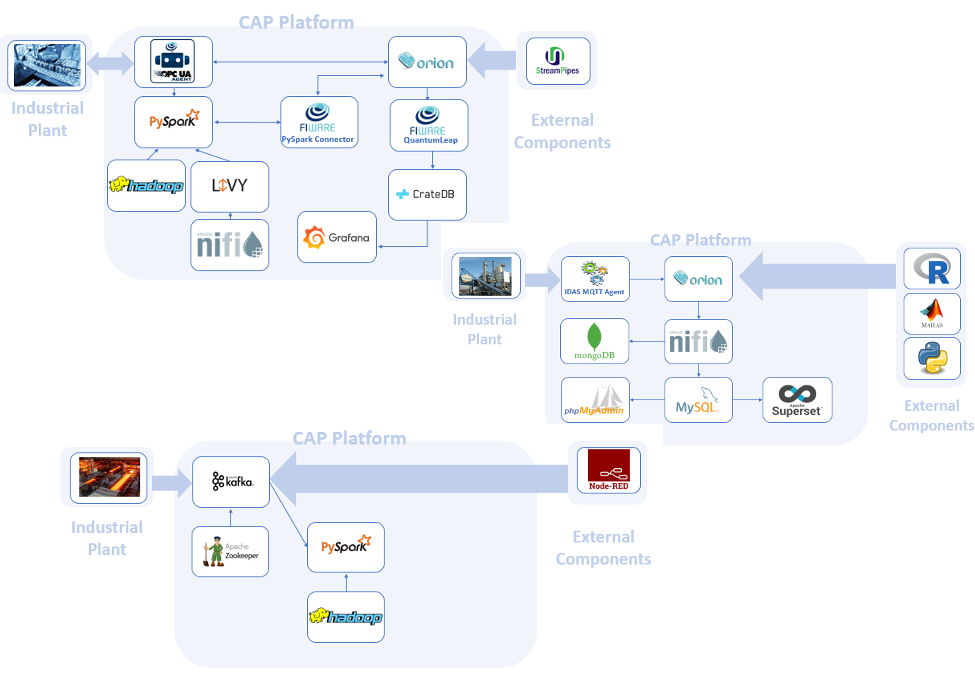 CAP Platform
OPC UA
AGENT
orion
StreamPipes
Industrial
Plant
PySpark
FIWARE
PySpark Connector
FIWARE
QuantumLeap
External
Components
hadoop
LIVY
CrateDB
nifi
Grafana
CAP Platform
IDAS MQTT Agent
orion
R
MATLAB
Industrial
Plant
mongoDB
nifi
phpMyAdmin
MySQL
Apache
Superset
External
Components
CAP Platform
kafka
Node-RED
Industrial
Plant
Apache
Zookeeper
PySpark
External
Components
hadoop